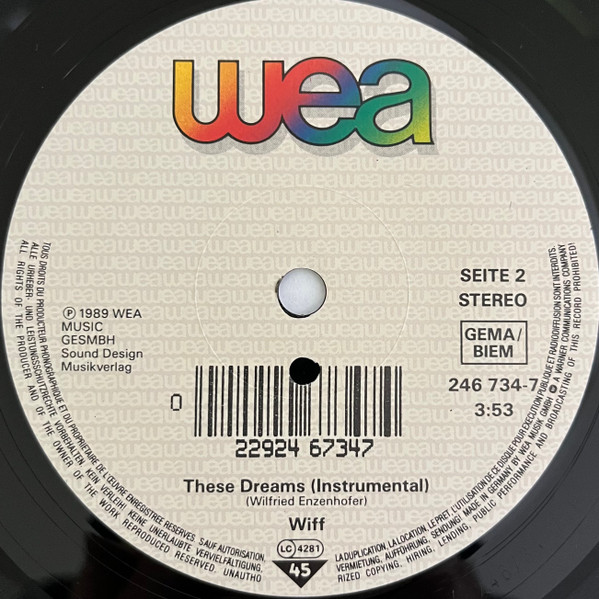 wea
SEITE 2
STEREO
GEMA/
BIEM
246 734-7
3:53
℗ 1989 WEA
MUSIC
GESMBH
Sound Design
Musikverlag
0
22924 67347
These Dreams (Instrumental)
(Wilfried Enzenhofer)
Wiff
LC 4281
45
TOUS DROITS DU PRODUCTEUR PHONOGRAPHIQUE ET DU PROPRIETAIRE DE L'ŒUVRE ENREGISTREE RESERVES SAUF AUTORISATION, LA DUPLICATION, LA LOCATION, LE PRET, L'UTILISATION DE CE DISQUE POUR EXECUTION PUBLIQUE ET RADIODIFFUSION SONT INTERDITS.
ALLE URHEBER- UND LEISTUNGSSCHUTZRECHTE VORBEHALTEN. KEIN VERLEIH! KEINE UNERLAUBTE VERVIELFÄLTIGUNG, VERMIETUNG, AUFFÜHRUNG, SENDUNG! MADE IN GERMANY BY WEA MUSIK GMBH. A WARNER COMMUNICATIONS COMPANY
ALL RIGHTS OF THE PRODUCER AND OF THE OWNER OF THE WORK REPRODUCED RESERVED. UNAUTHORIZED COPYING, HIRING, LENDING, PUBLIC PERFORMANCE AND BROADCASTING OF THIS RECORD PROHIBITED!